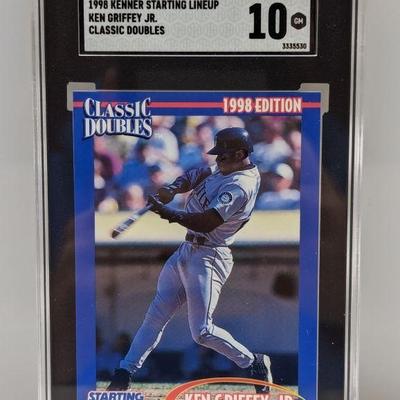 1998 KENNER STARTING LINEUP
KEN GRIFFEY JR.
CLASSIC DOUBLES
10
GM
3335530
CLASSIC DOUBLES™
1998 EDITION
STARTING
KEN GRIFFEY, JR.